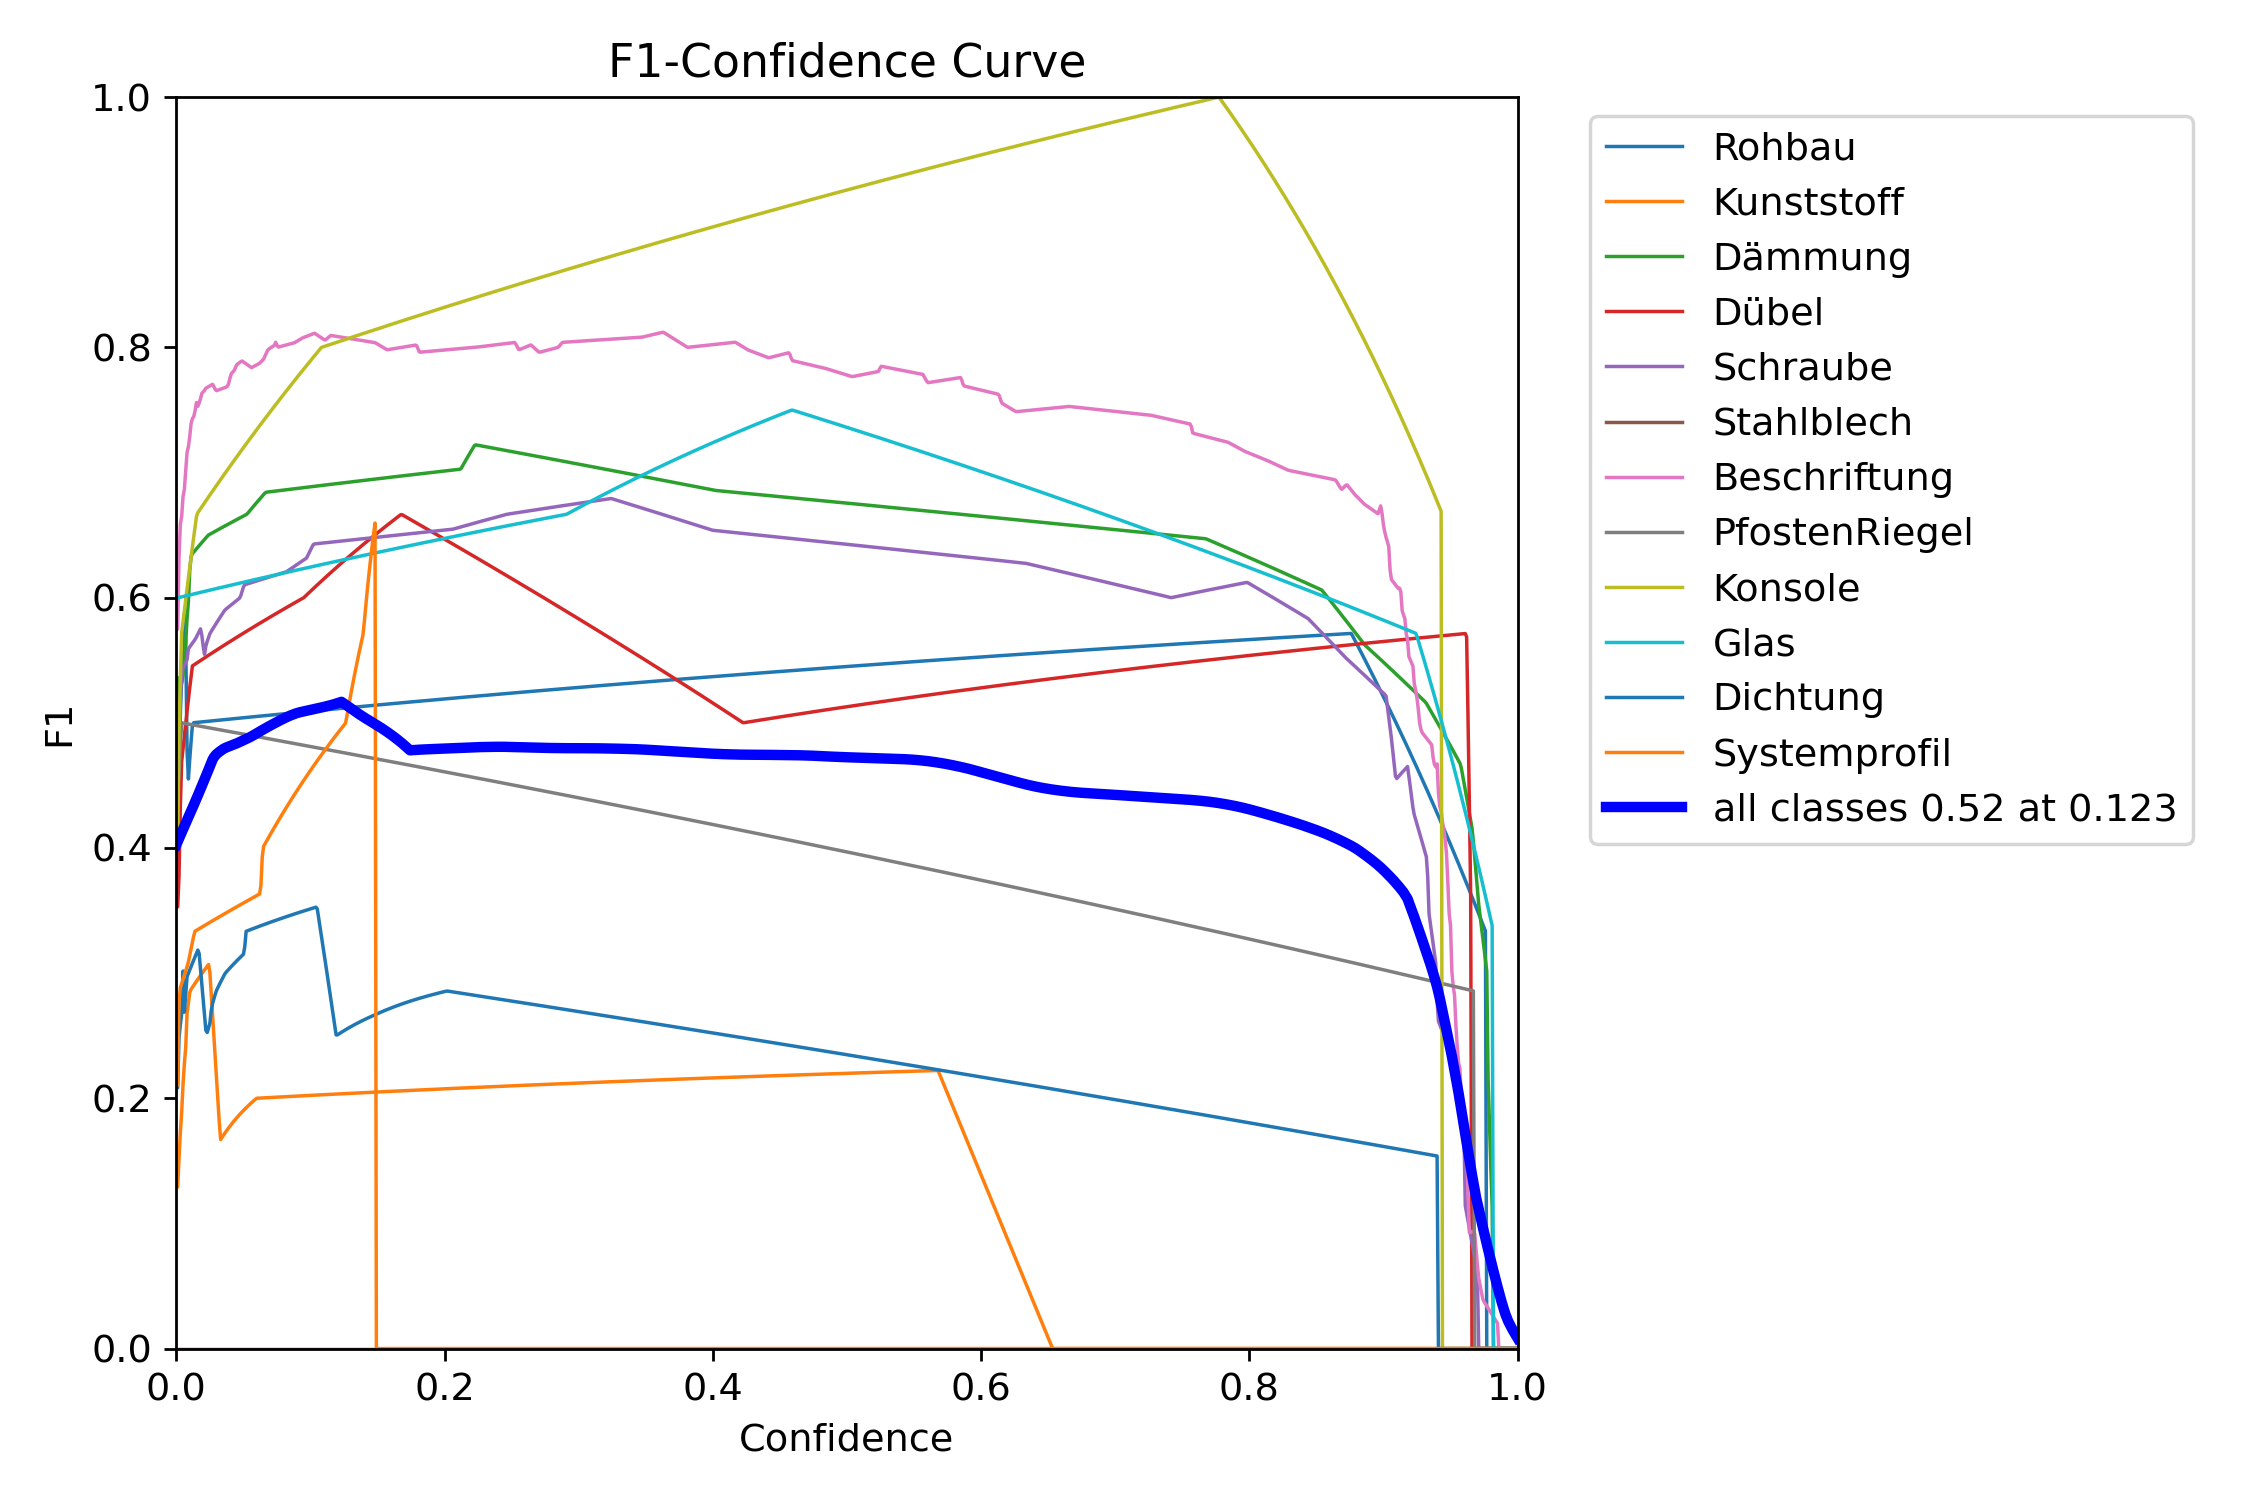 F1-Confidence Curve
1.0
0.8
0.6
0.4
0.2
0.0
F1
0.0 0.2 0.4 0.6 0.8 1.0
Confidence
Rohbau
Kunststoff
Dämmung
Dübel
Schraube
Stahlblech
Beschriftung
PfostenRiegel
Konsole
Glas
Dichtung
Systemprofil
all classes 0.52 at 0.123